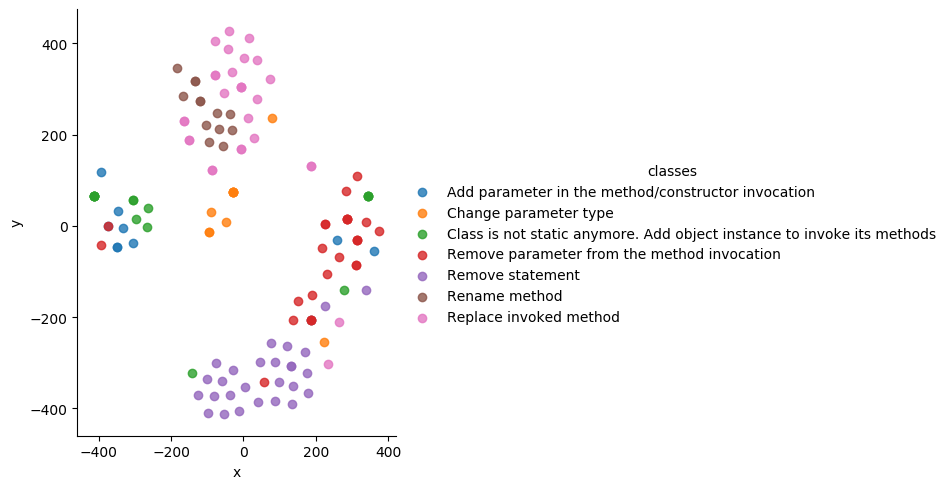 400
200
0
−200
−400
y
−400
−200
0
200
400
x
classes
Add parameter in the method/constructor invocation
Change parameter type
Class is not static anymore. Add object instance to invoke its methods
Remove parameter from the method invocation
Remove statement
Rename method
Replace invoked method